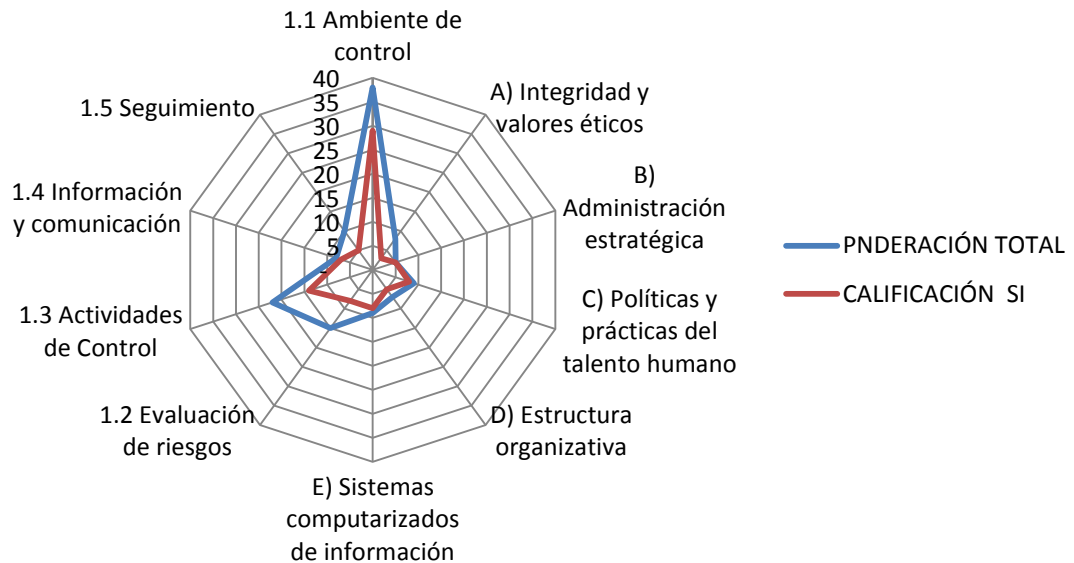 1.1 Ambiente de
control
A) Integridad y
valores éticos
B)
Administración
estratégica
C) Políticas y
prácticas del
talento humano
D) Estructura
organizativa
E) Sistemas
computarizados
de información
1.2 Evaluación
de riesgos
1.3 Actividades
de Control
1.4 Información
y comunicación
1.5 Seguimiento
40
35
30
25
20
15
10
5
-
PNDERACIÓN TOTAL
CALIFICACIÓN SI